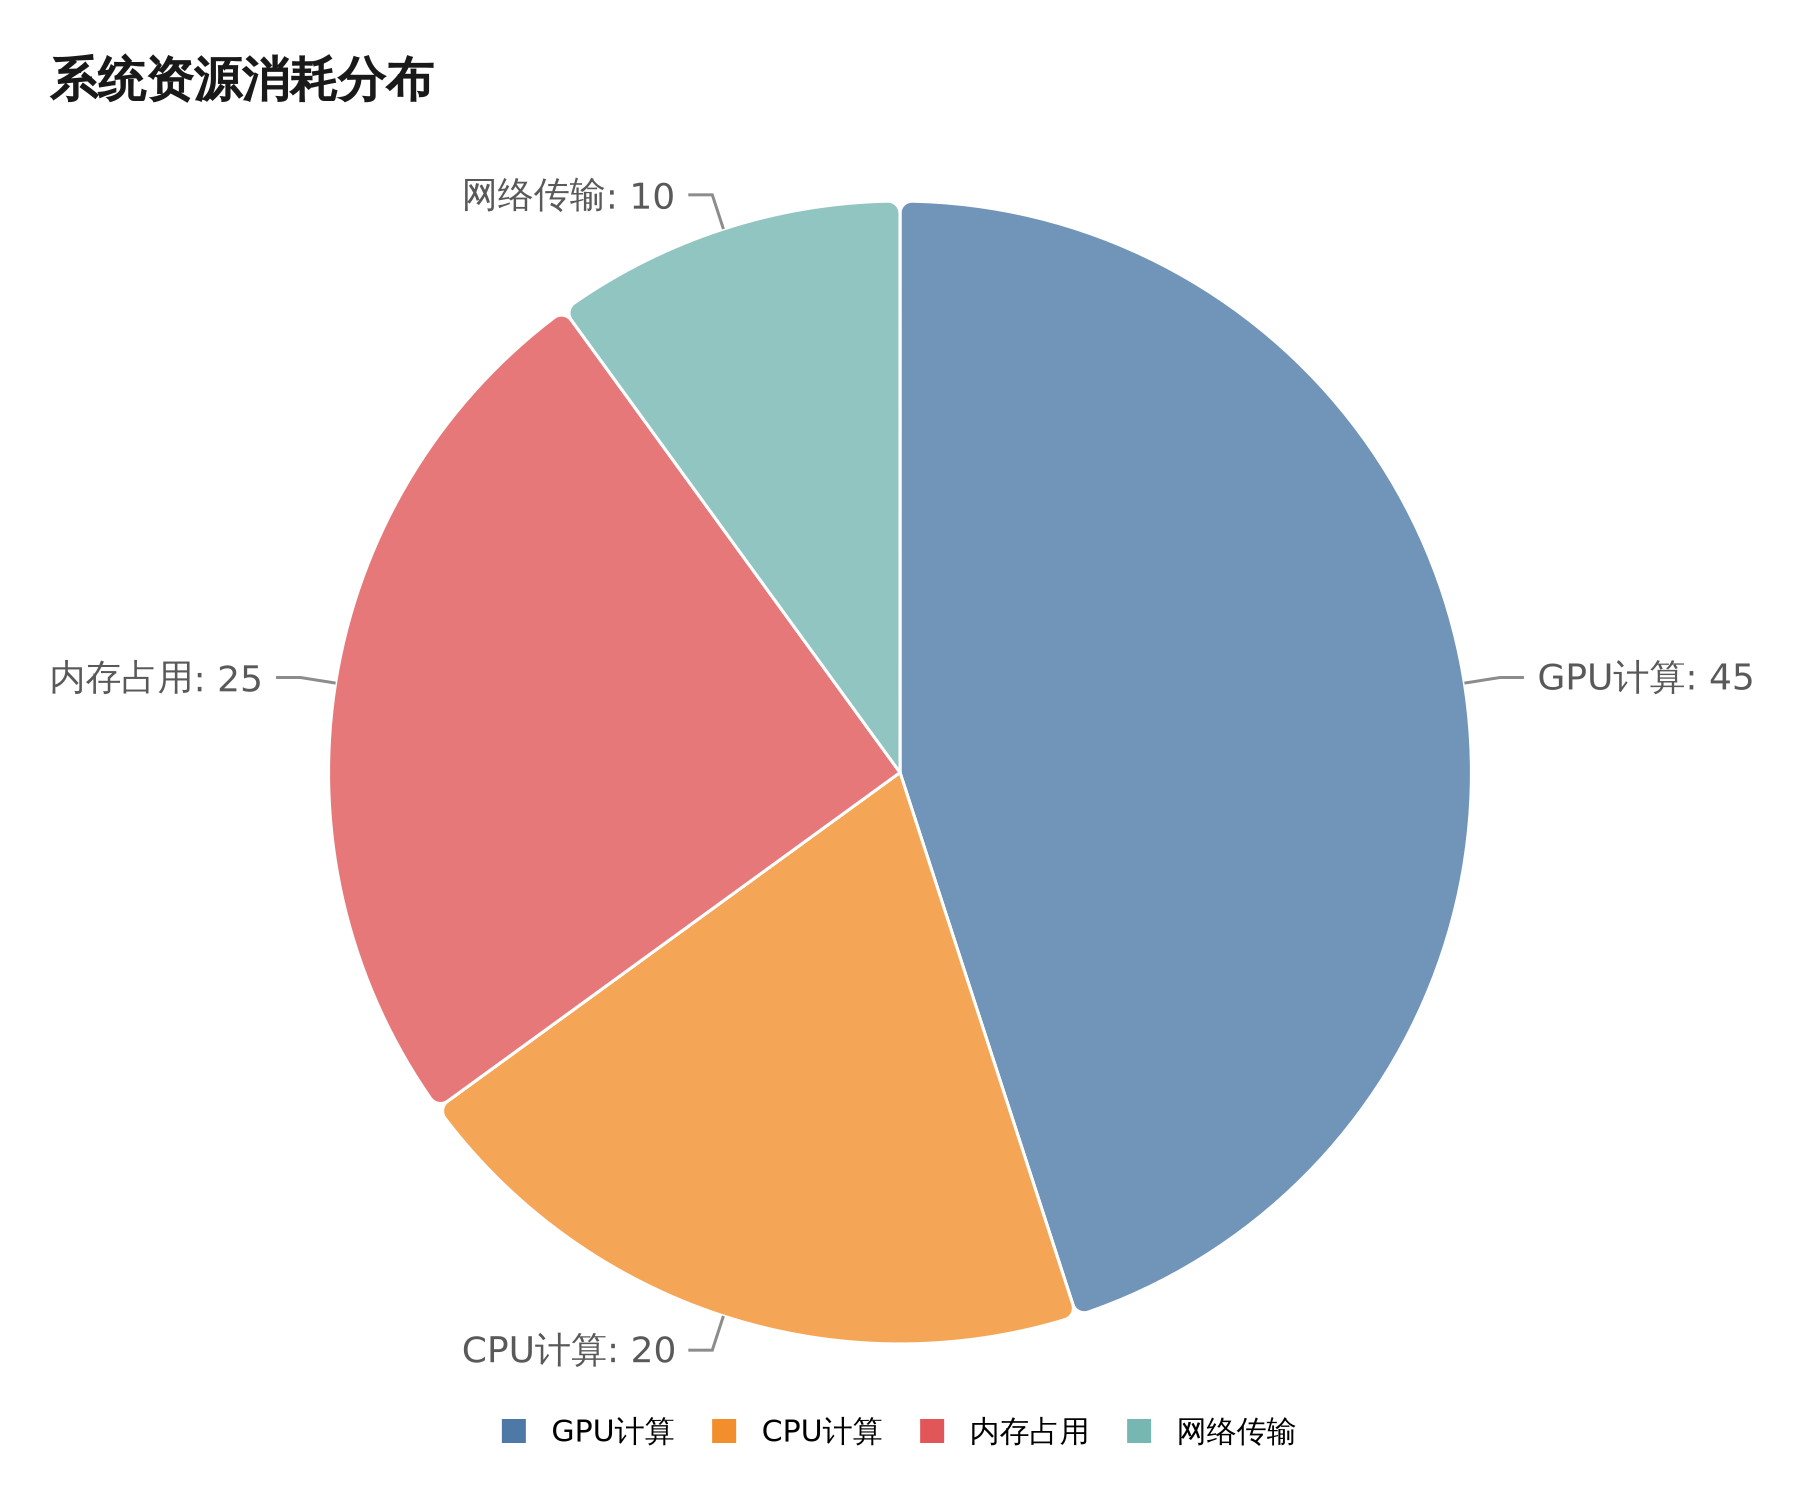 系统资源消耗分布
网络传输: 10
内存占用: 25
GPU计算: 45
CPU计算: 20
GPU计算 CPU计算 内存占用 网络传输